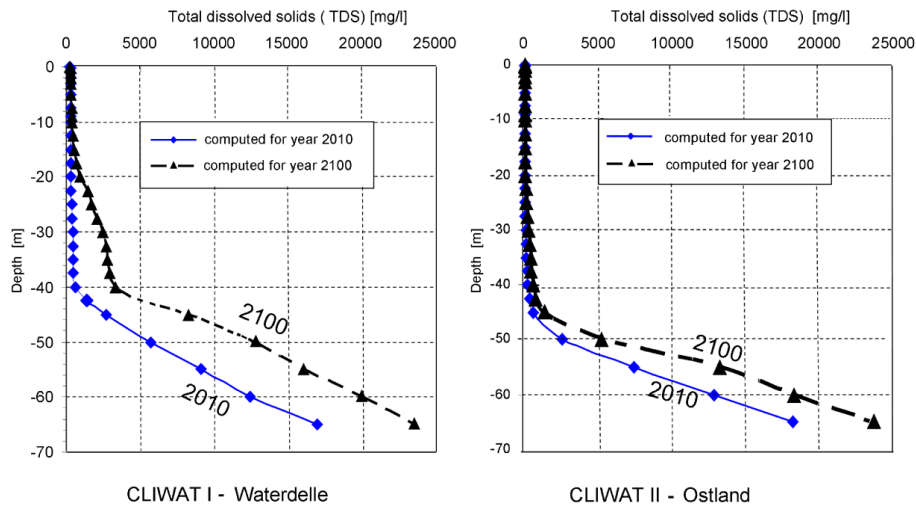 Total dissolved solids ( TDS) [mg/l]
0 5000 10000 15000 20000 25000
0
-10
-20
-30
-40
-50
-60
-70
Depth [m]
computed for year 2010
computed for year 2100
2100
2010
CLIWAT I - Waterdelle
Total dissolved solids (TDS) [mg/l]
0 5000 10000 15000 20000 25000
0
-10
-20
-30
-40
-50
-60
-70
Depth [m]
computed for year 2010
computed for year 2100
2100
2010
CLIWAT II - Ostland